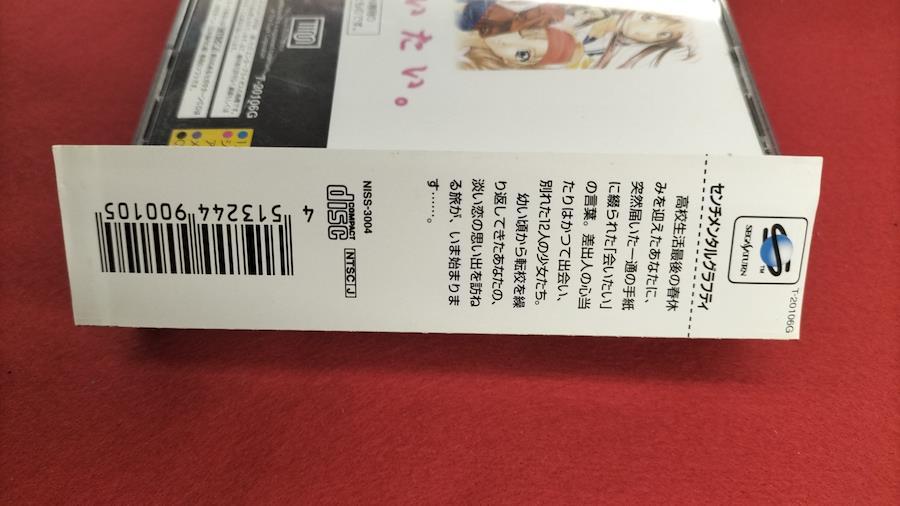 SEGA SATURN
TM
T-20106G
センチメンタルグラフティ
高校生活最後の春休
みを迎えたあなたに、
突然届いた一通の手紙
に綴られた「会いたい」
の言葉。差出人の心当
たりはかつて出会い、
別れた12人の少女たち。
幼い頃から転校を繰
り返してきたあなたの、
淡い恋の思い出を訪ね
る旅が、いま始まりま
す……。
NISS-3004
COMPACT
disc
NTSC-J
4 513244 900105
いたい。
T-20106G